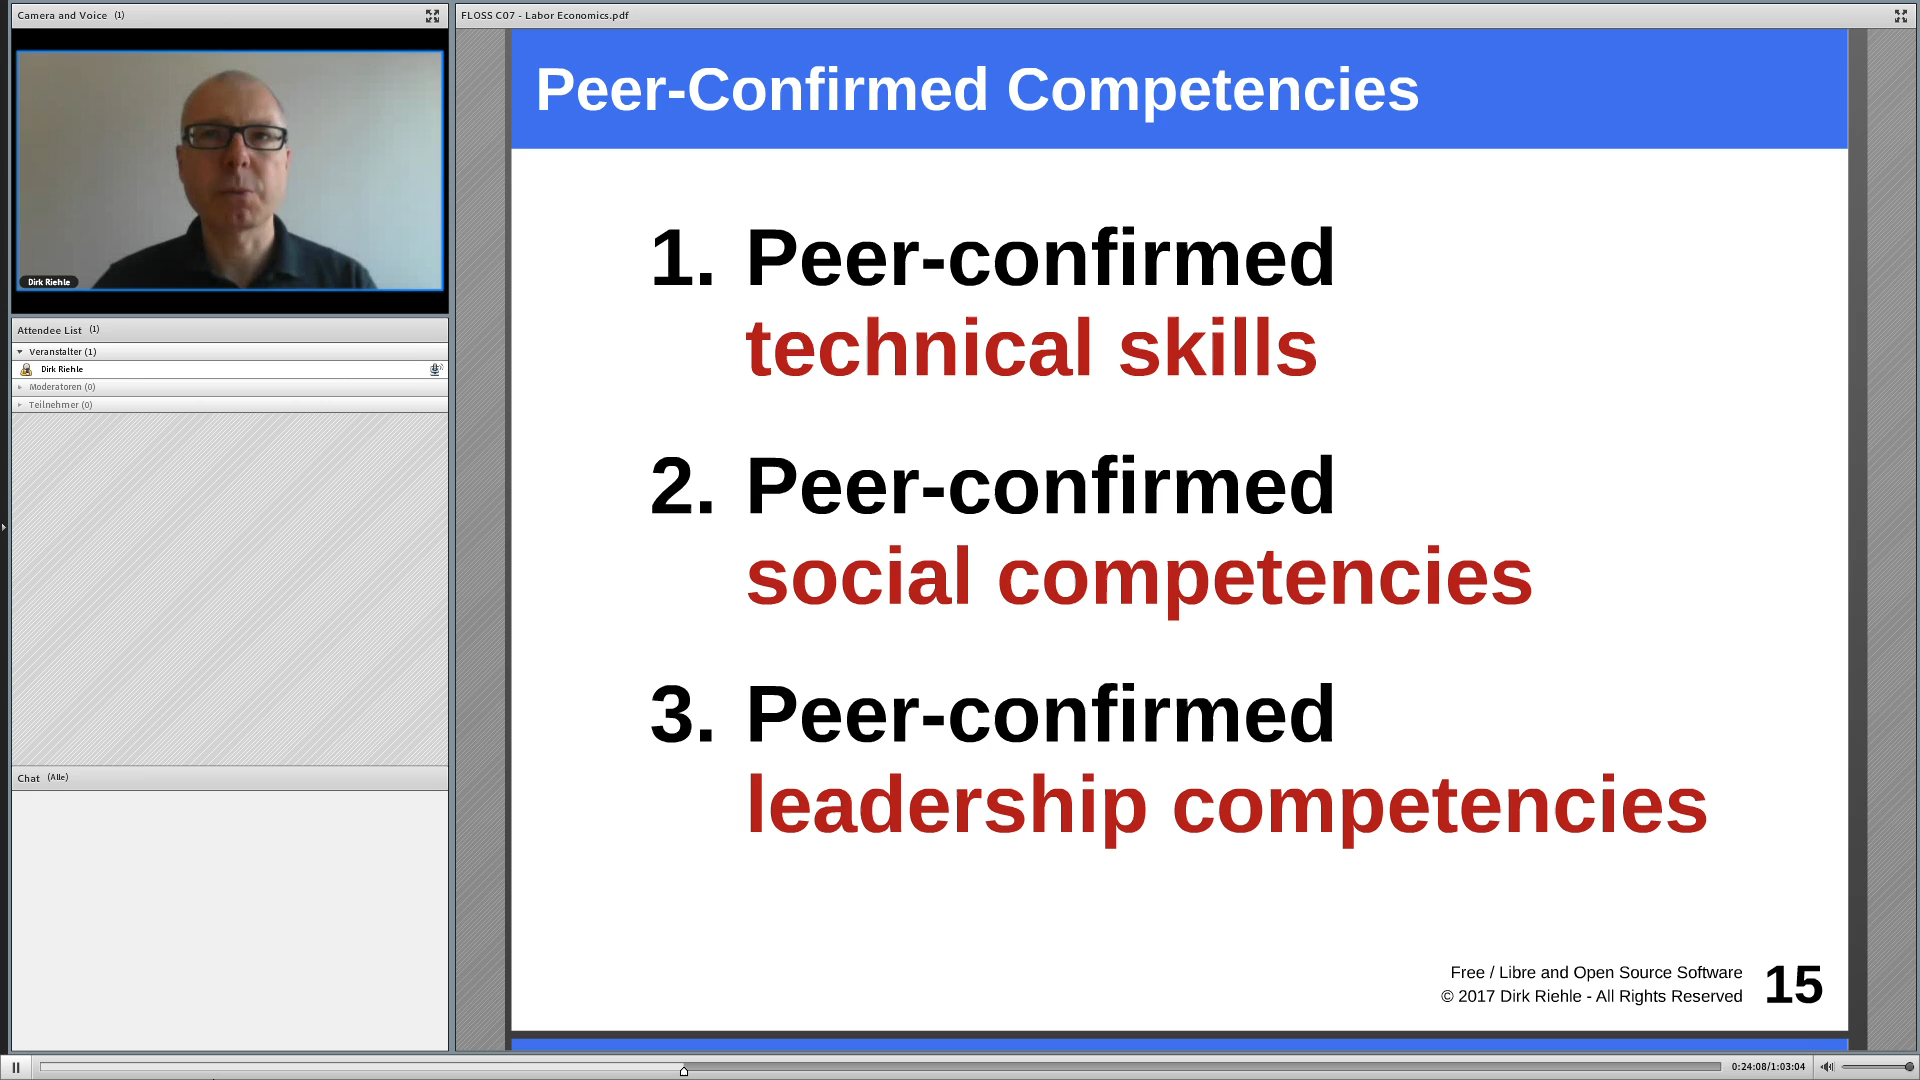 Camera and Voice (1)
Dirk Riehle
Attendee List (1)
Veranstalter (1)
Dirk Riehle
Moderatoren (0)
Teilnehmer (0)
Chat (Alle)
FLOSS C07 - Labor Economics.pdf
Peer-Confirmed Competencies
1. Peer-confirmed
technical skills
2. Peer-confirmed
social competencies
3. Peer-confirmed
leadership competencies
Free / Libre and Open Source Software
© 2017 Dirk Riehle - All Rights Reserved
15
0:24:08/1:03:04